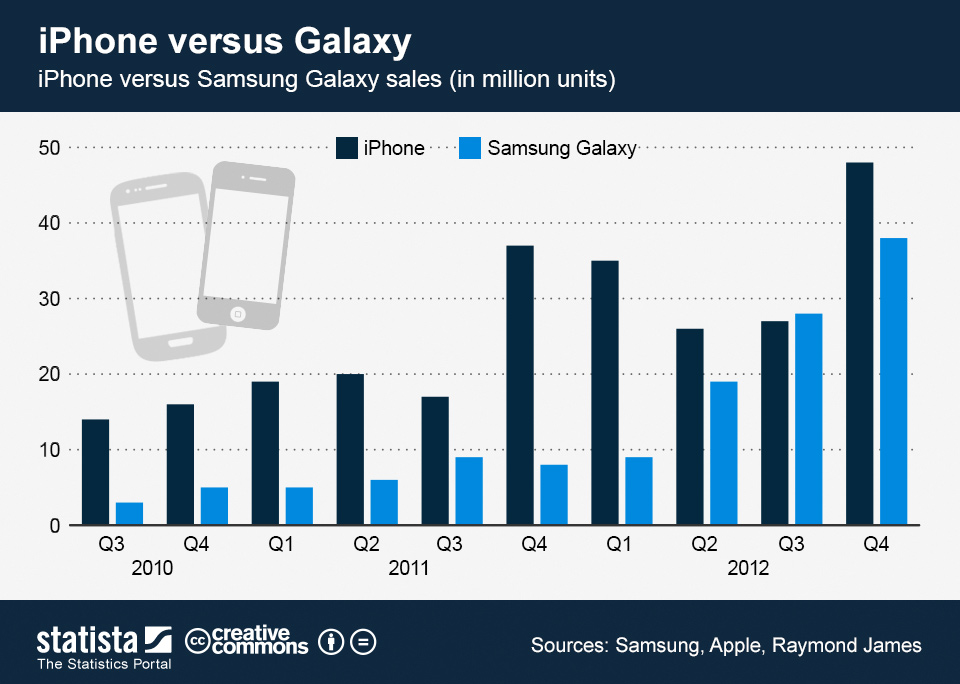 iPhone versus Galaxy
iPhone versus Samsung Galaxy sales (in million units)
50
iPhone
Samsung Galaxy
40
30
20
10
0
Q3 Q4 Q1 Q2 Q3 Q4 Q1 Q2 Q3 Q4
2010 2011 2012
statista
The Statistics Portal
cc creative commons
Sources: Samsung, Apple, Raymond James